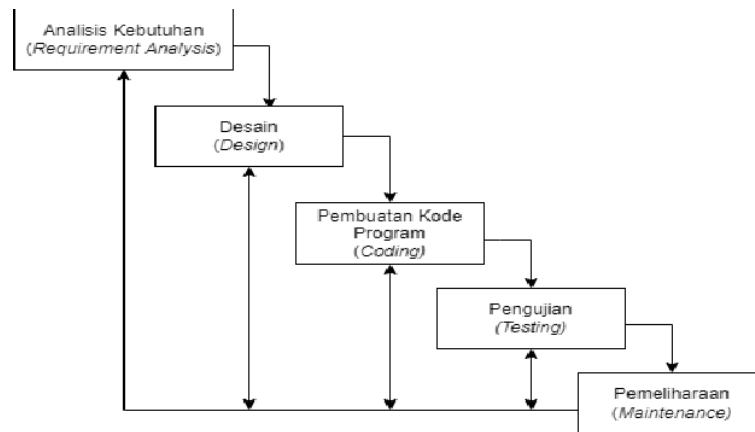 Analisis Kebutuhan
(Requirement Analysis)
Desain
(Design)
Pembuatan Kode
Program
(Coding)
Pengujian
(Testing)
Pemeliharaan
(Maintenance)